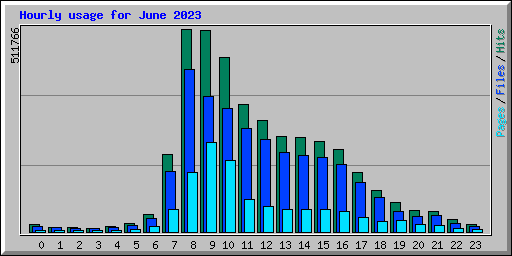 Hourly usage for June 2023
511766
Pages/Files/Hits
0 1 2 3 4 5 6 7 8 9 10 11 12 13 14 15 16 17 18 19 20 21 22 23